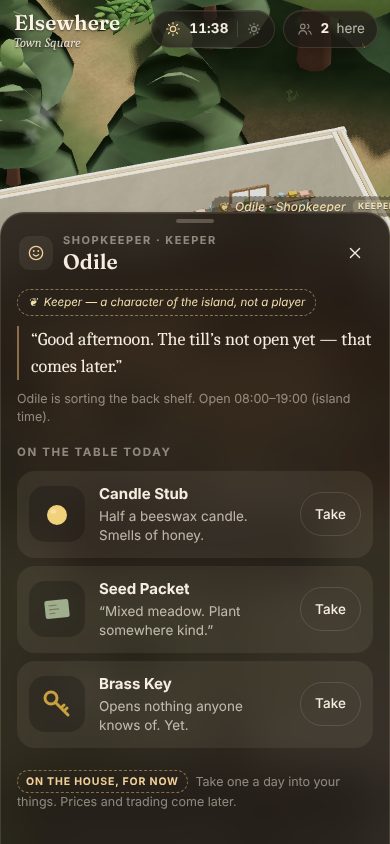 Elsewhere
Town Square
11:38
2 here
Odile · Shopkeeper
SHOPKEEPER · KEEPER
Odile
Keeper — a character of the island, not a player
“Good afternoon. The till’s not open yet — that
comes later.”
Odile is sorting the back shelf. Open 08:00–19:00 (island
time).
ON THE TABLE TODAY
Candle Stub
Half a beeswax candle.
Smells of honey.
Take
Seed Packet
“Mixed meadow. Plant
somewhere kind.”
Take
Brass Key
Opens nothing anyone
knows of. Yet.
Take
ON THE HOUSE, FOR NOW Take one a day into your
things. Prices and trading come later.